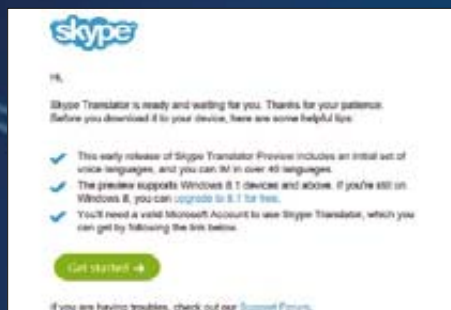 skype
Hi,
Skype Translator is ready and waiting for you. Thanks for your patience.
Before you download it to your device, here are some helpful tips:
This early release of Skype Translator Preview includes an initial set of
voice languages, and you can IM in over 40 languages.
The preview supports Windows 8.1 devices and above. If you're still on
Windows 8, you can upgrade to 8.1 for free.
You'll need a valid Microsoft Account to use Skype Translator, which you
can get by following the link below.
Get started
If you are having troubles, check out our Support Forum.